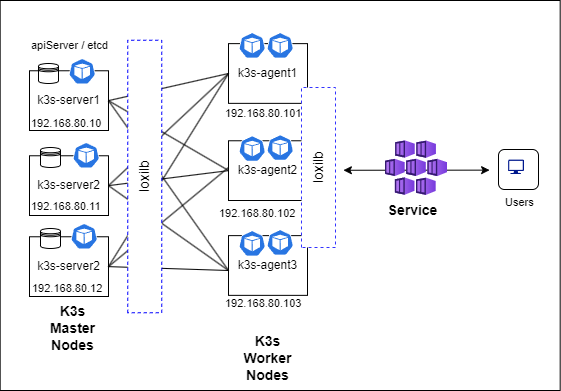 apiServer / etcd
k3s-server1
192.168.80.10
k3s-server2
192.168.80.11
k3s-server2
192.168.80.12
K3s
Master
Nodes
loxilb
k3s-agent1
192.168.80.101
k3s-agent2
192.168.80.102
k3s-agent3
192.168.80.103
K3s
Worker
Nodes
loxilb
Service
Users